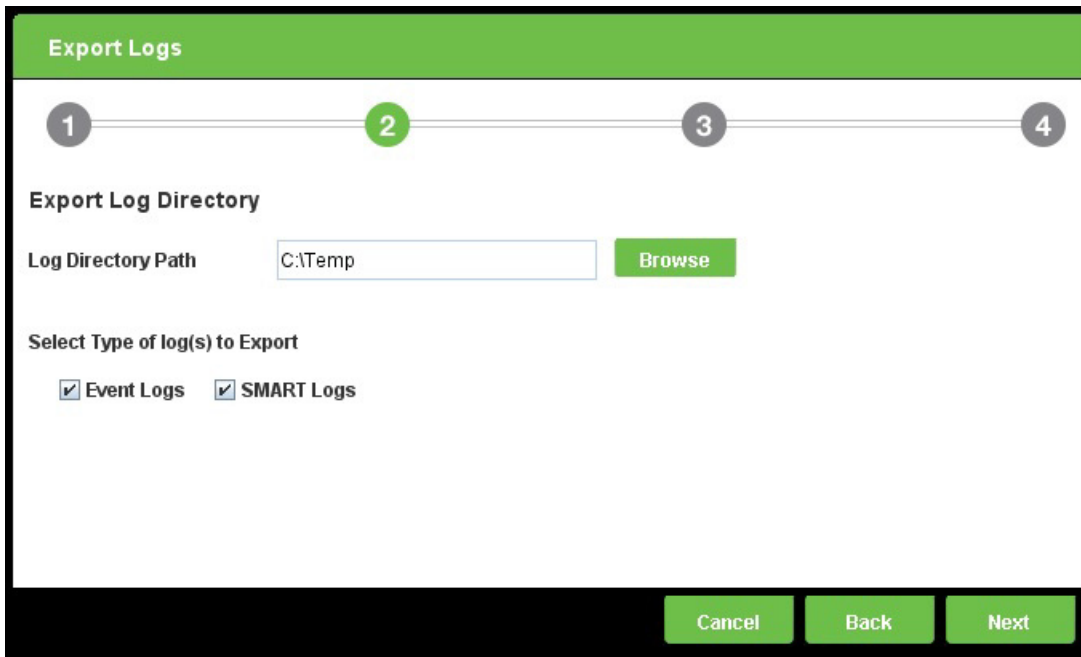 Export Logs
1 2 3 4
Export Log Directory
Log Directory Path C:\Temp Browse
Select Type of log(s) to Export
Event Logs SMART Logs
Cancel Back Next